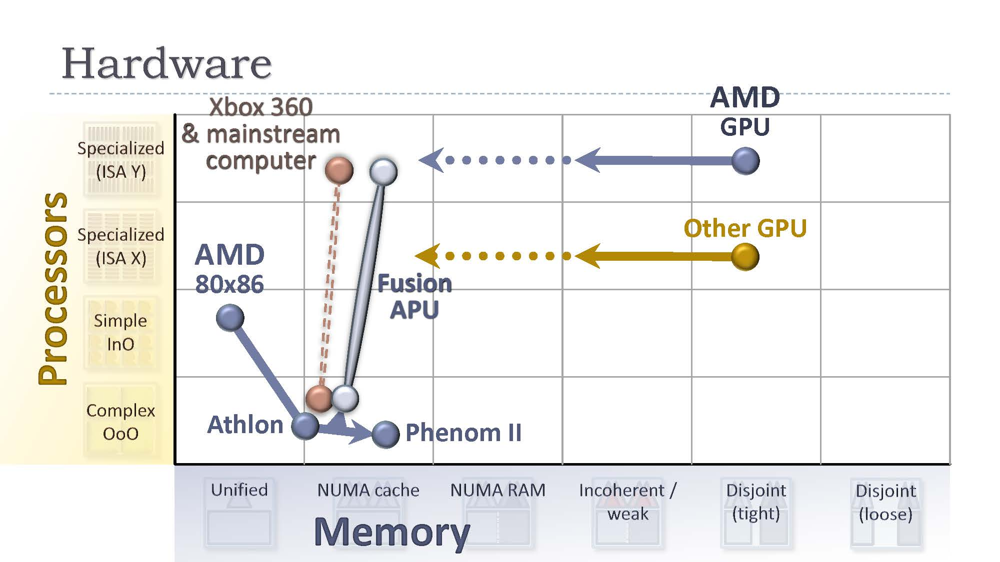 Hardware
Xbox 360
& mainstream
computer
AMD
GPU
Other GPU
AMD
80x86
Fusion
APU
Athlon
Phenom II
Processors
Specialized
(ISA Y)
Specialized
(ISA X)
Simple
InO
Complex
OoO
Unified
NUMA cache
NUMA RAM
Incoherent /
weak
Disjoint
(tight)
Disjoint
(loose)
Memory